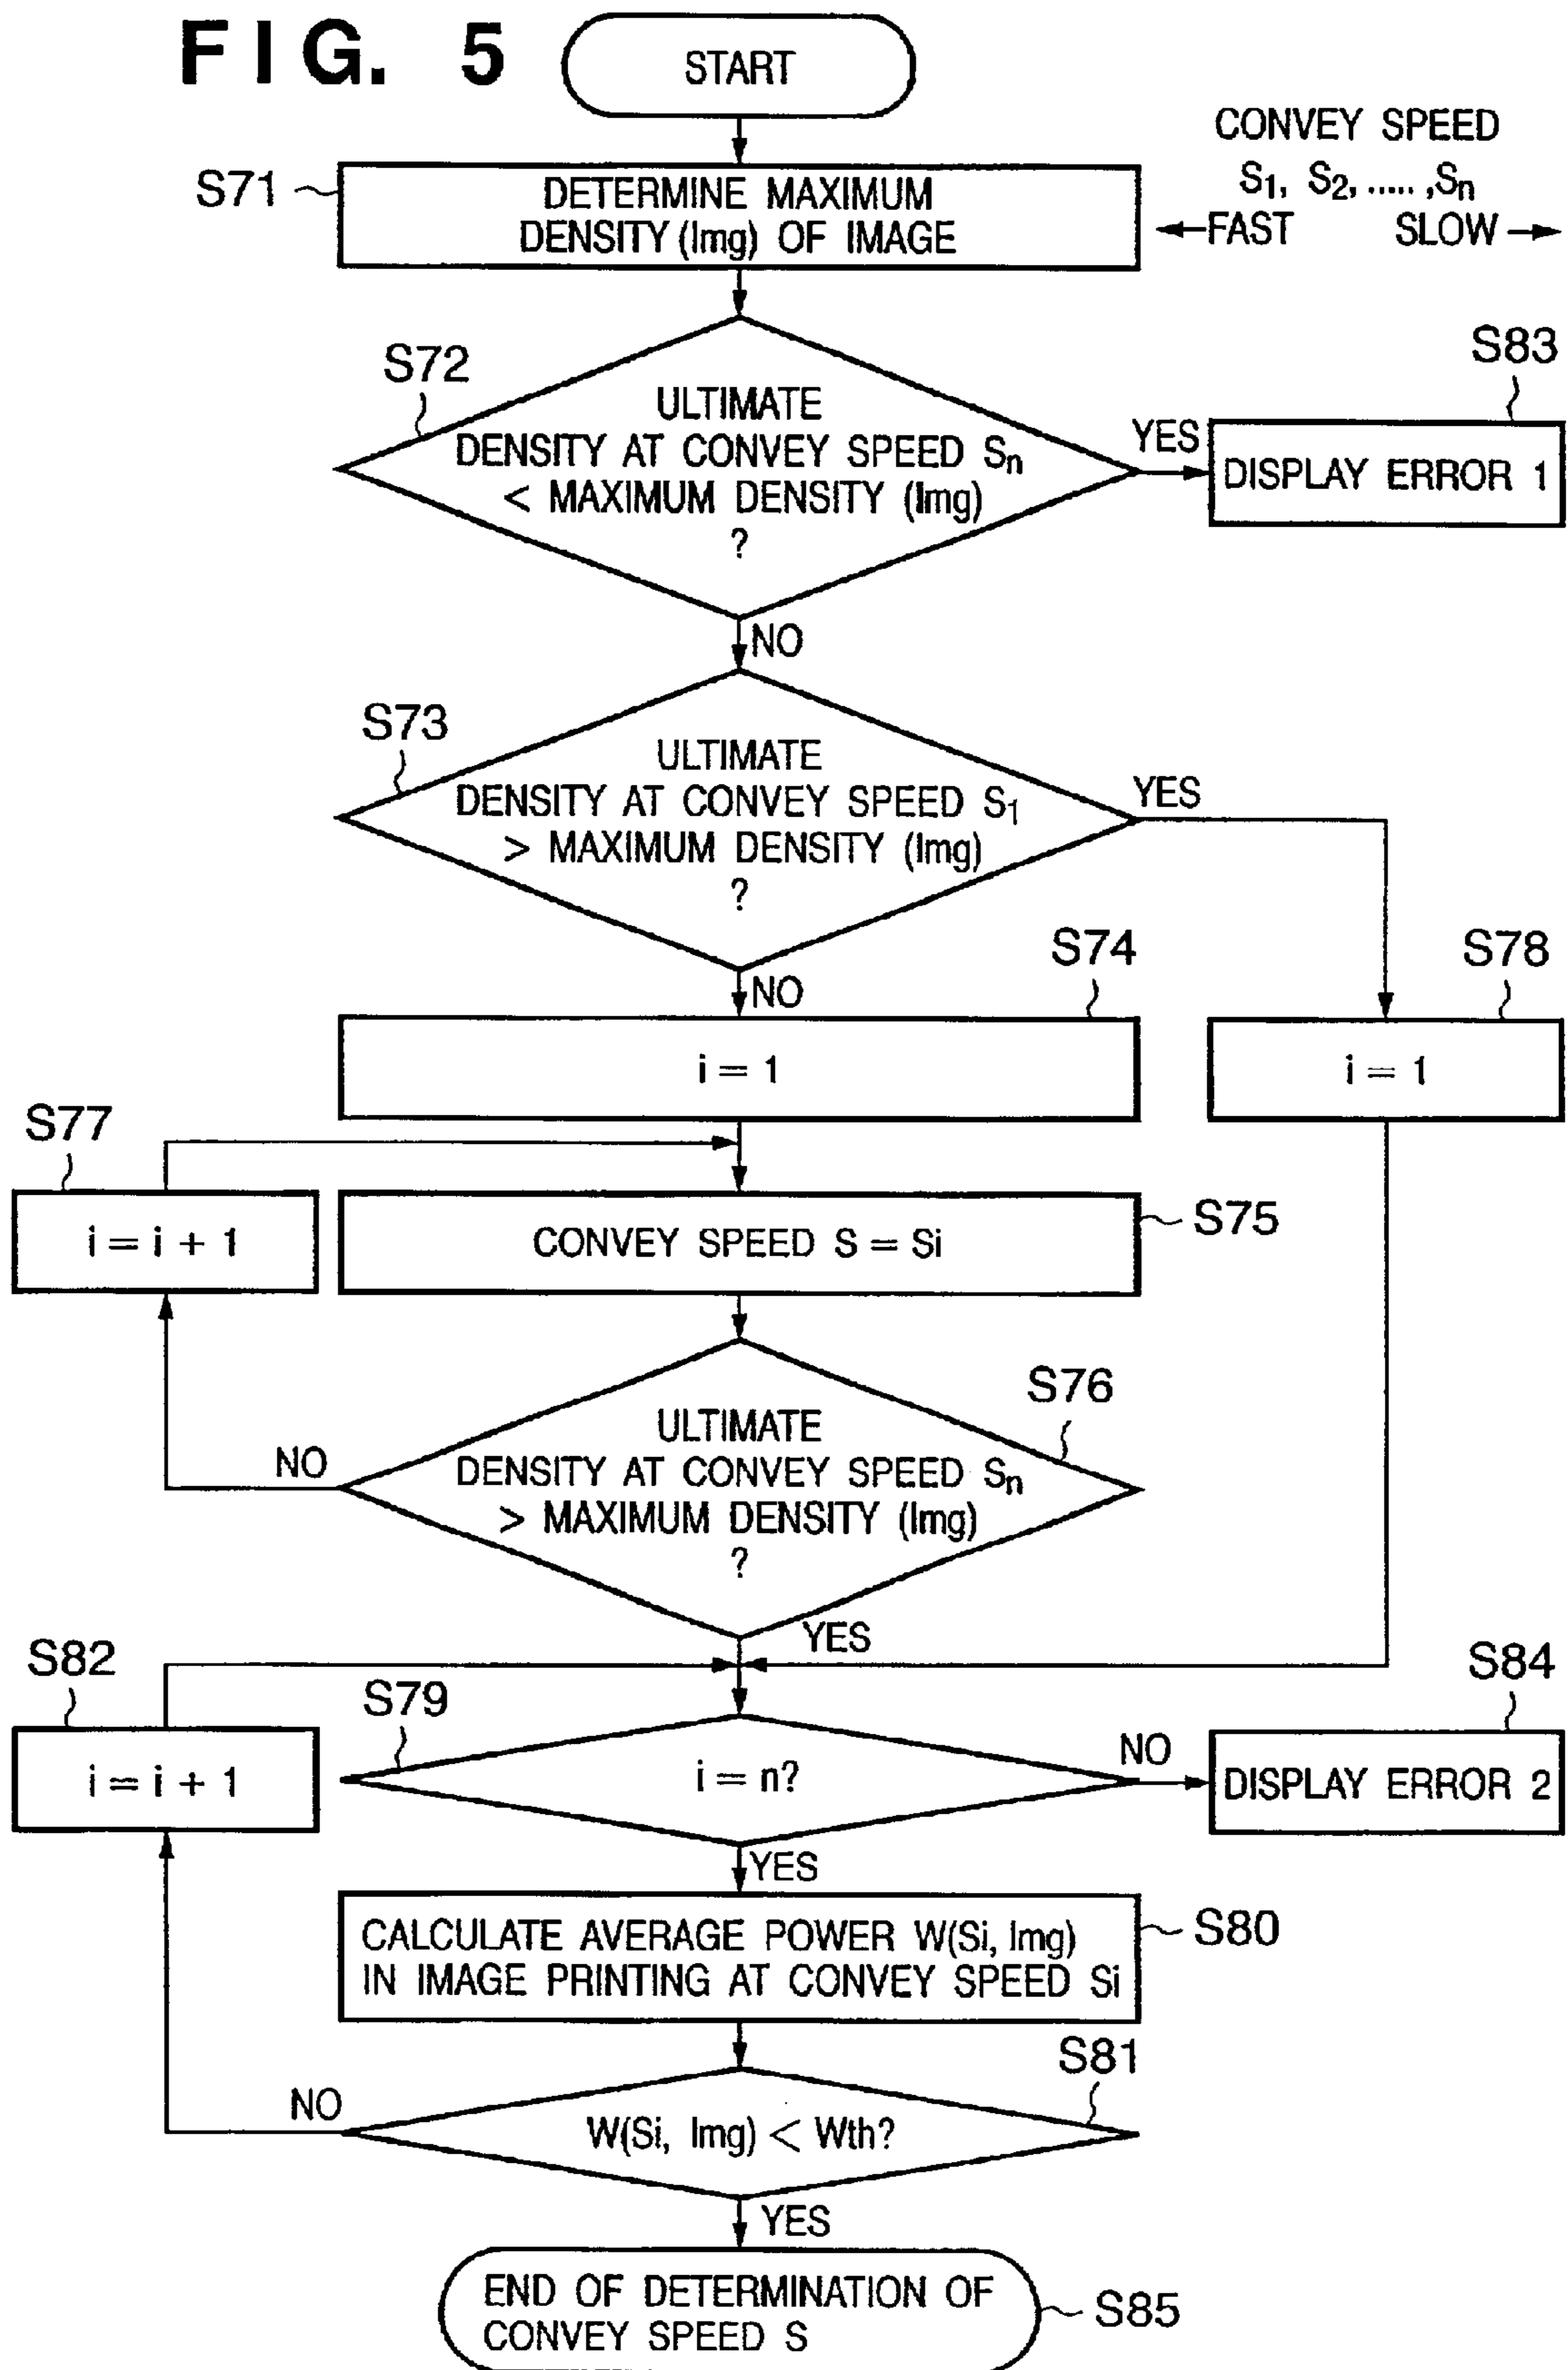 FIG. 5
START
CONVEY SPEED
S1, S2, ..... ,Sn
←FAST SLOW→
S71
DETERMINE MAXIMUM
DENSITY (Img) OF IMAGE
S72
ULTIMATE
DENSITY AT CONVEY SPEED Sn
< MAXIMUM DENSITY (Img)
?
YES
S83
DISPLAY ERROR 1
NO
S73
ULTIMATE
DENSITY AT CONVEY SPEED S1
> MAXIMUM DENSITY (Img)
?
YES
NO
S74
i = 1
S78
i = 1
S77
i = i + 1
CONVEY SPEED S = Si
S75
S76
ULTIMATE
DENSITY AT CONVEY SPEED Sn
> MAXIMUM DENSITY (Img)
?
NO
YES
S82
i = i + 1
S79
i = n?
NO
S84
DISPLAY ERROR 2
YES
CALCULATE AVERAGE POWER W(Si, Img)
IN IMAGE PRINTING AT CONVEY SPEED Si
S80
S81
W(Si, Img) < Wth?
NO
YES
END OF DETERMINATION OF
CONVEY SPEED S
S85